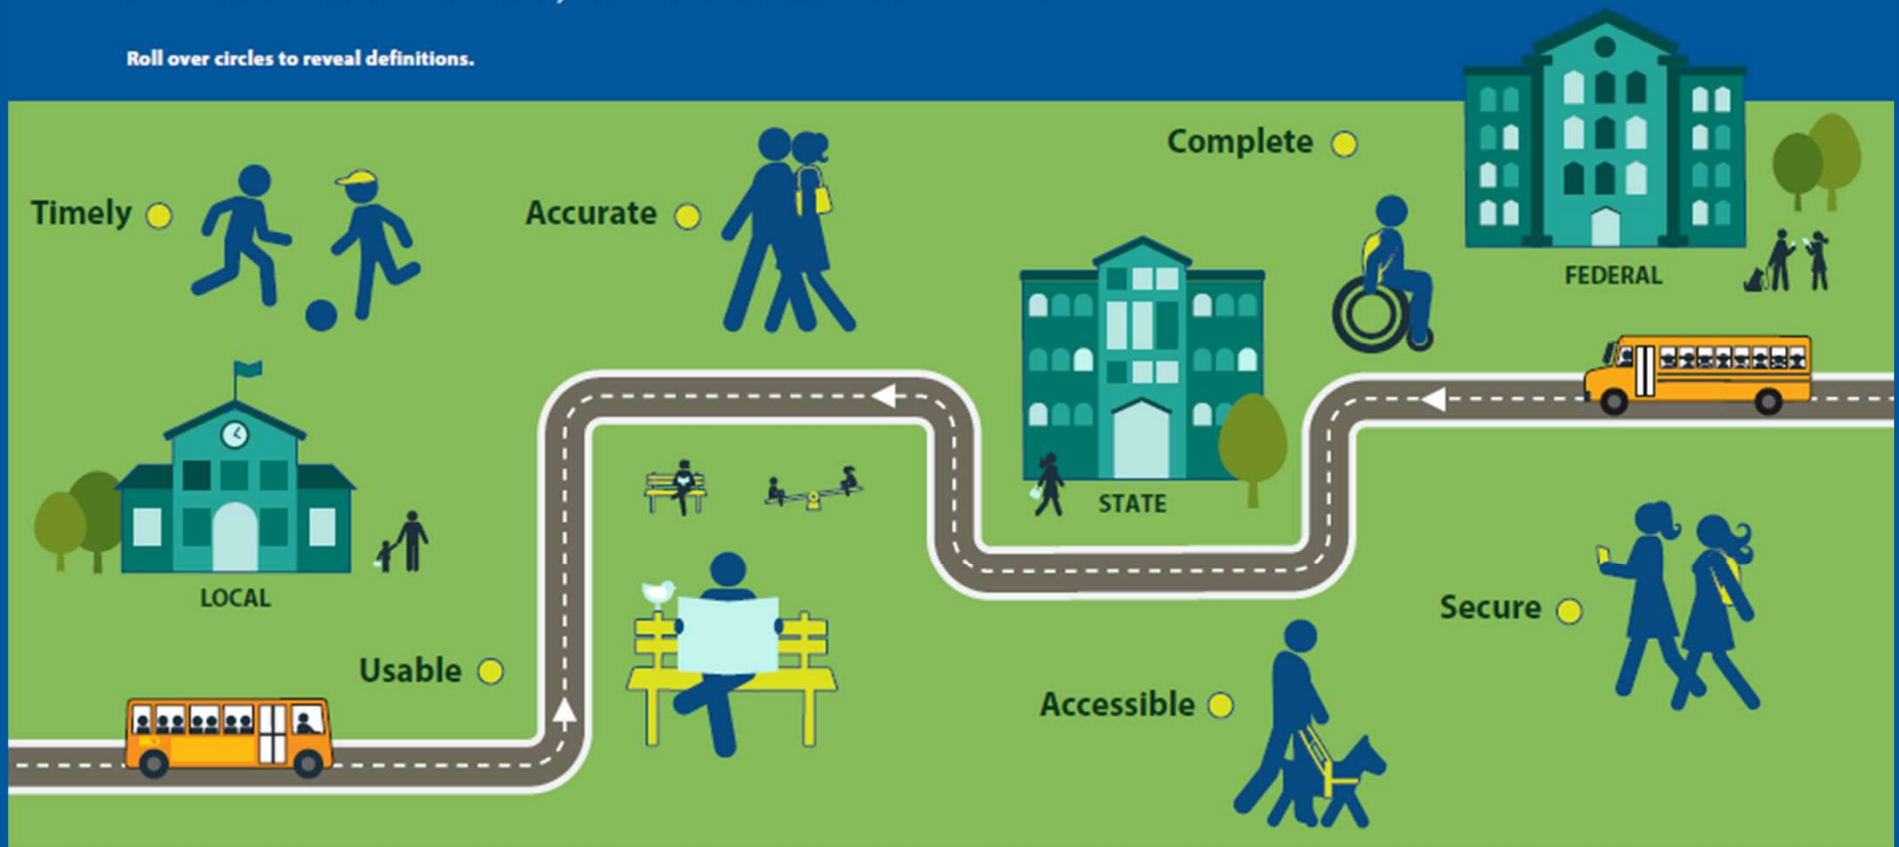 Roll over circles to reveal definitions.
Complete
Timely
Accurate
FEDERAL
STATE
LOCAL
Secure
Usable
Accessible